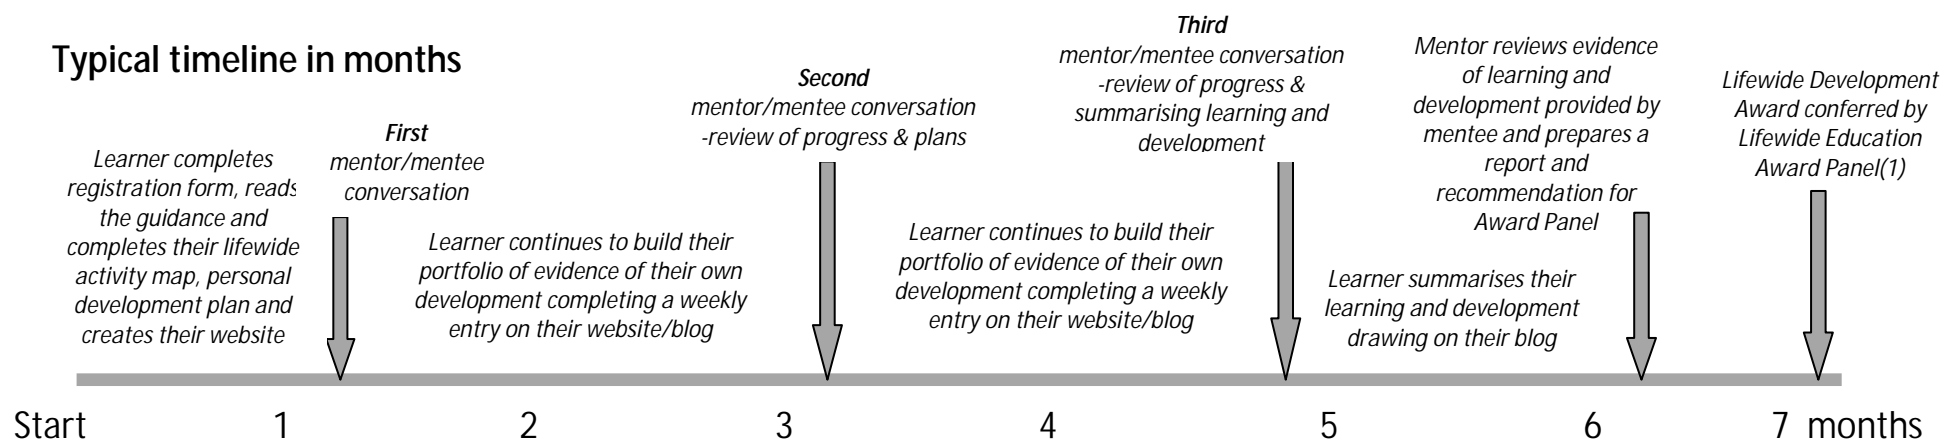 Typical timeline in months
Learner completes
registration form, reads
the guidance and
completes their lifewide
activity map, personal
development plan and
creates their website
First
mentor/mentee
conversation
Learner continues to build their
portfolio of evidence of their own
development completing a weekly
entry on their website/blog
Second
mentor/mentee conversation
-review of progress & plans
Learner continues to build their
portfolio of evidence of their own
development completing a weekly
entry on their website/blog
Third
mentor/mentee conversation
-review of progress &
summarising learning and
development
Learner summarises their
learning and development
drawing on their blog
Mentor reviews evidence
of learning and
development provided by
mentee and prepares a
report and
recommendation for
Award Panel
Lifewide Development
Award conferred by
Lifewide Education
Award Panel(1)
Start 1 2 3 4 5 6 7 months